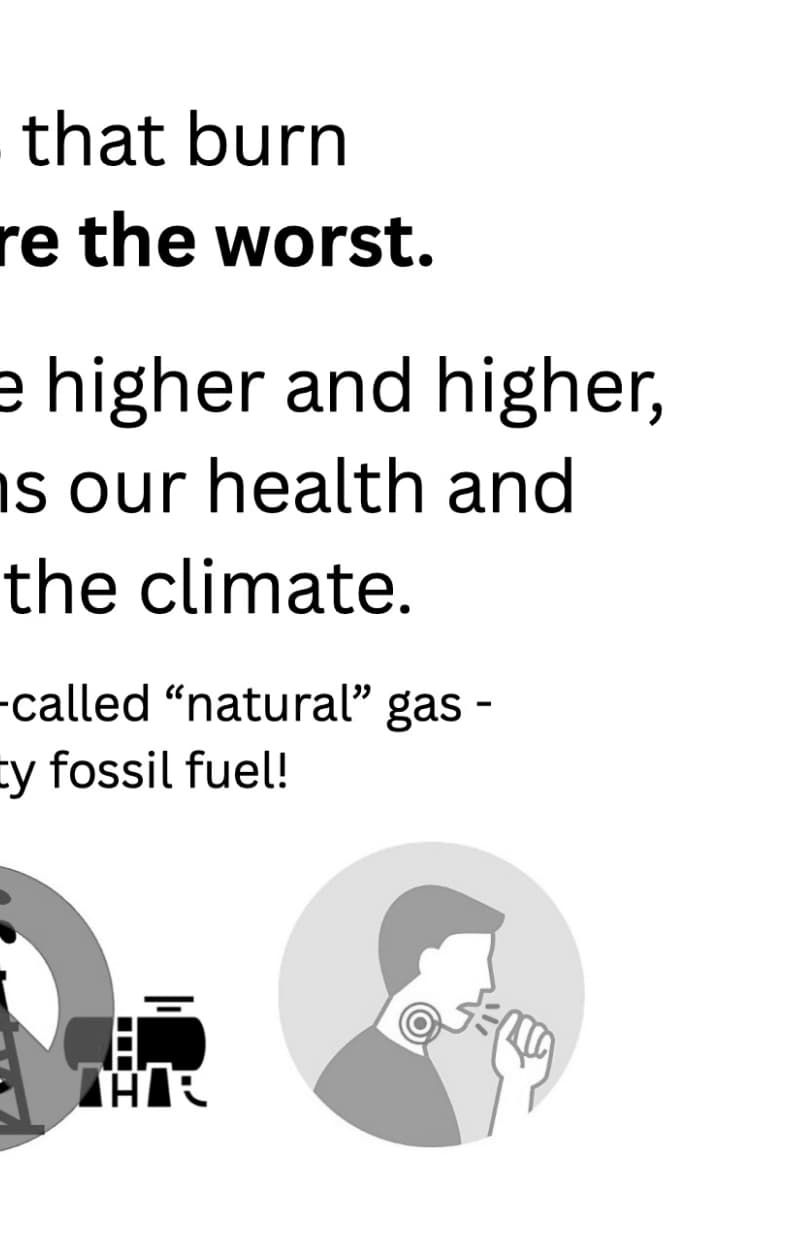 that burn
re the worst.
e higher and higher,
ns our health and
the climate.
-called “natural” gas -
ty fossil fuel!